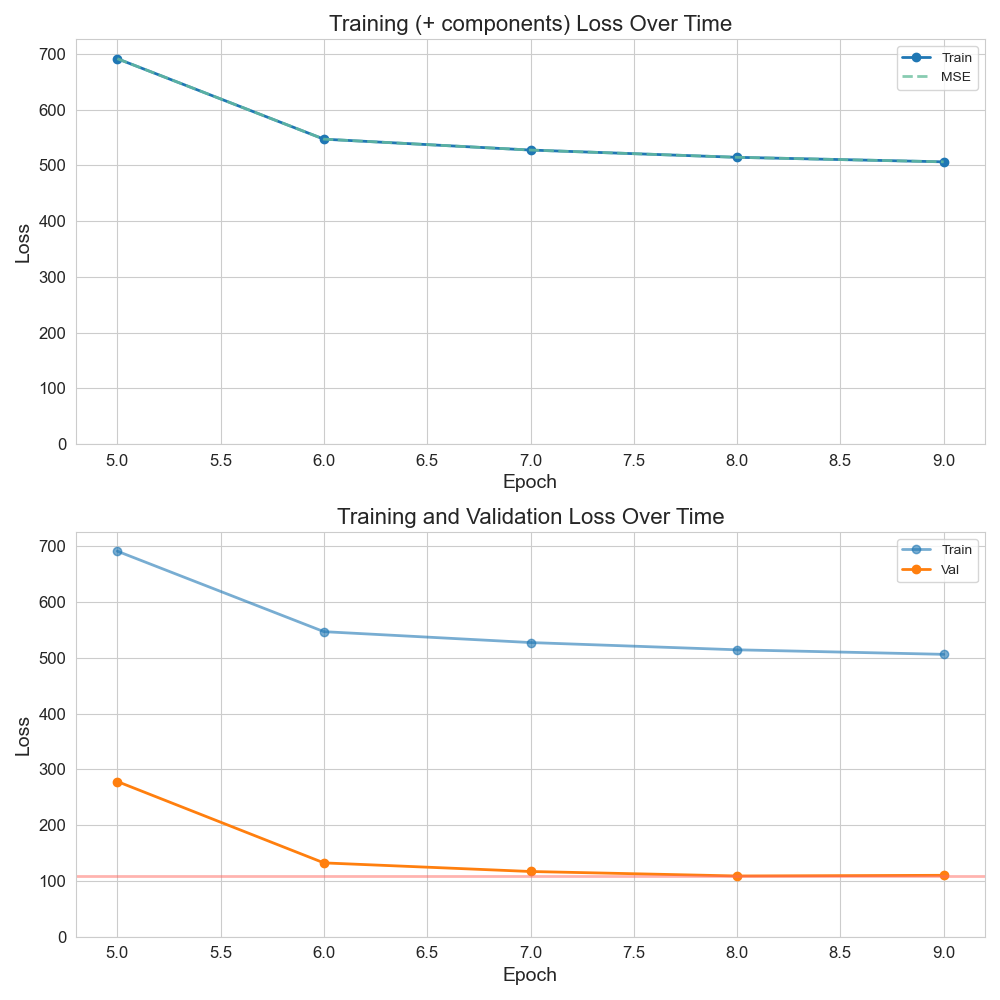 Training (+ components) Loss Over Time
Train
MSE
700
600
500
400
300
200
100
0
Loss
5.0 5.5 6.0 6.5 7.0 7.5 8.0 8.5 9.0
Epoch
Training and Validation Loss Over Time
Train
Val
700
600
500
400
300
200
100
0
Loss
5.0 5.5 6.0 6.5 7.0 7.5 8.0 8.5 9.0
Epoch